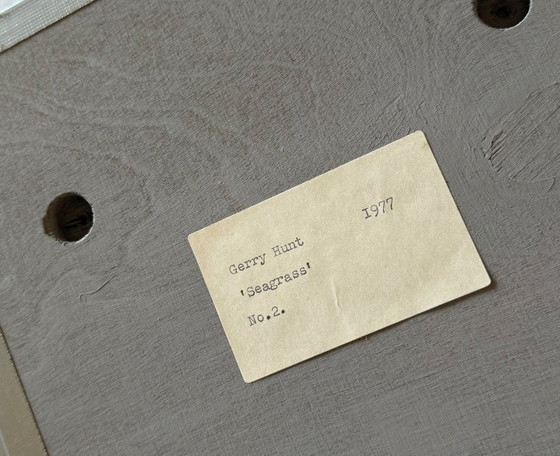 1977
Gerry Hunt
'Seagrass'
No.2.